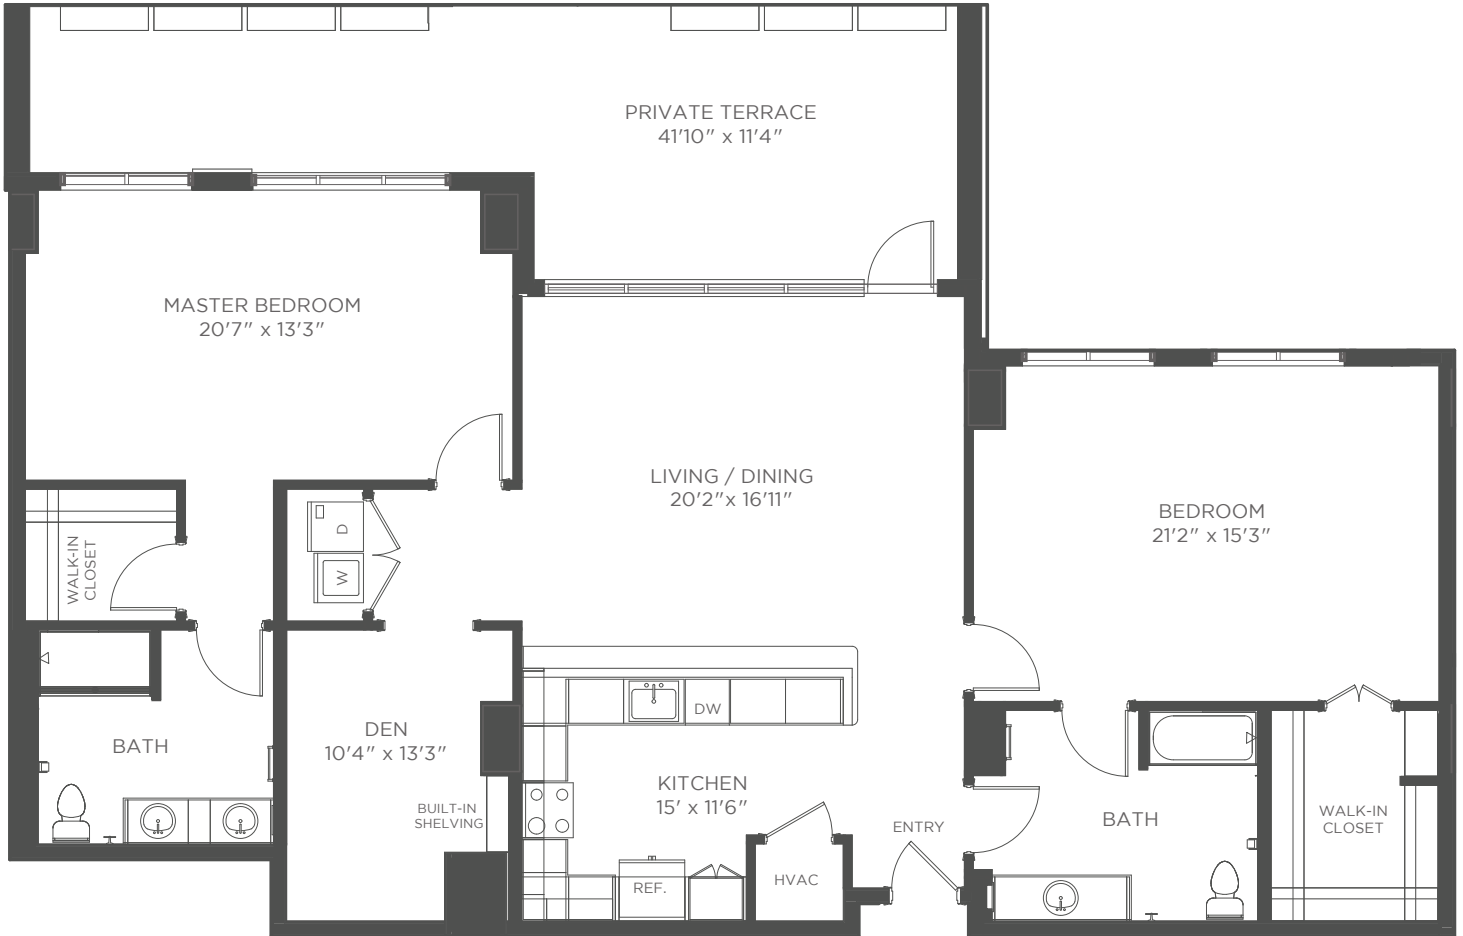 PRIVATE TERRACE
41'10" x 11'4"
MASTER BEDROOM
20'7" x 13'3"
LIVING / DINING
20'2"x 16'11"
BEDROOM
21'2" x 15'3"
WALK-IN
CLOSET
D
W
BATH
DEN
10'4" x 13'3"
BUILT-IN
SHELVING
DW
KITCHEN
15' x 11'6"
REF.
HVAC
ENTRY
BATH
WALK-IN
CLOSET